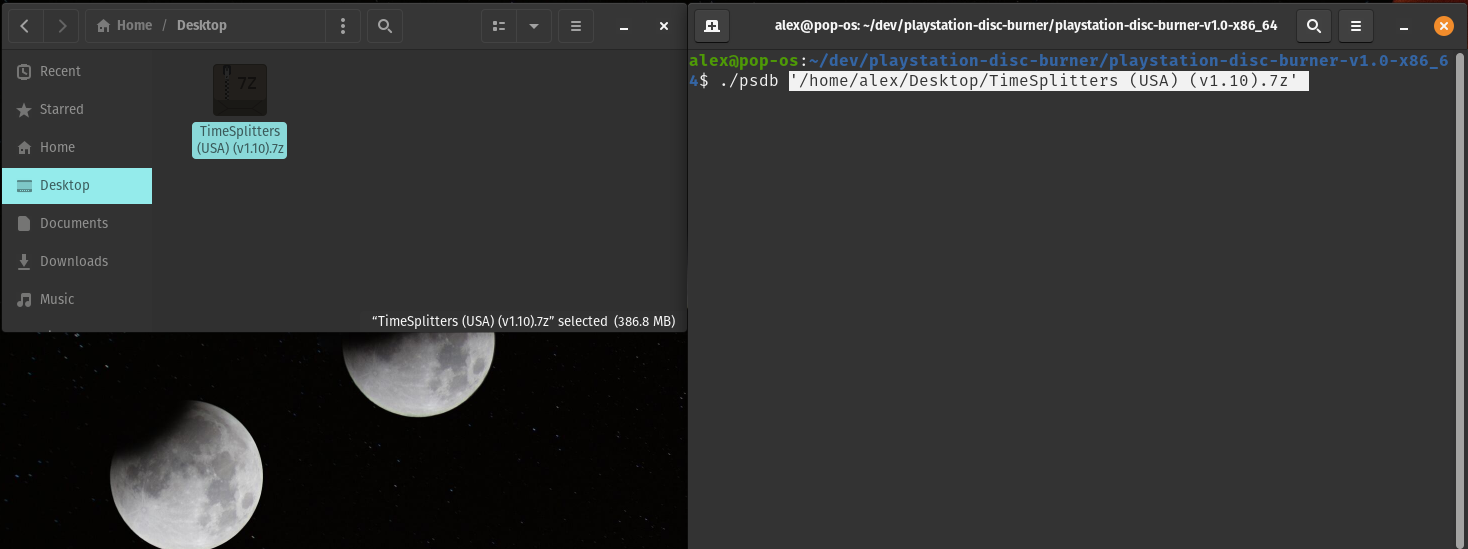 Home / Desktop
Recent
Starred
Home
Desktop
Documents
Downloads
Music
7Z
TimeSplitters
(USA) (v1.10).7z
“TimeSplitters (USA) (v1.10).7z” selected (386.8 MB)
alex@pop-os: ~/dev/playstation-disc-burner/playstation-disc-burner-v1.0-x86_64
alex@pop-os:~/dev/playstation-disc-burner/playstation-disc-burner-v1.0-x86_6
4$ ./psdb '/home/alex/Desktop/TimeSplitters (USA) (v1.10).7z'